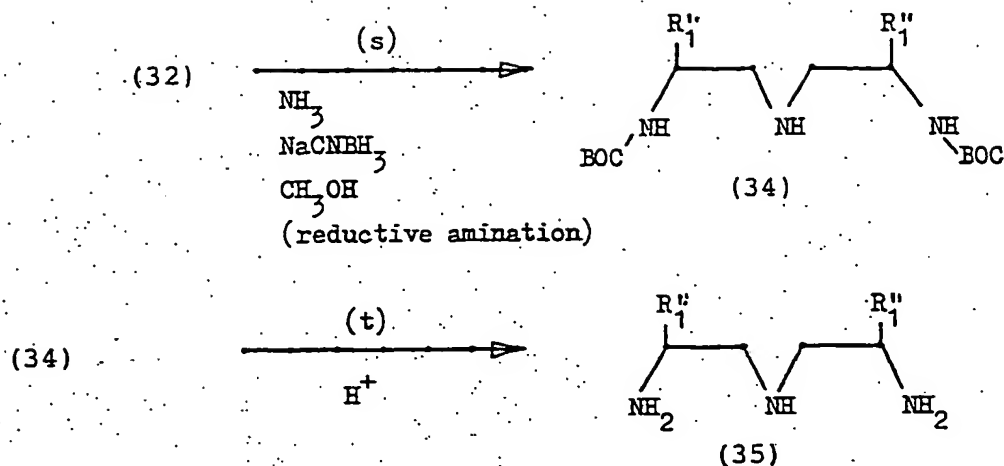 R₁" R₁"
(s)
(32)
NH₃
NaCNBH₃
CH₃OH
(reductive amination)
NH NH NH
BOC BOC
(34)
R₁" R₁"
(t)
(34)
H⁺
NH₂ NH NH₂
(35)